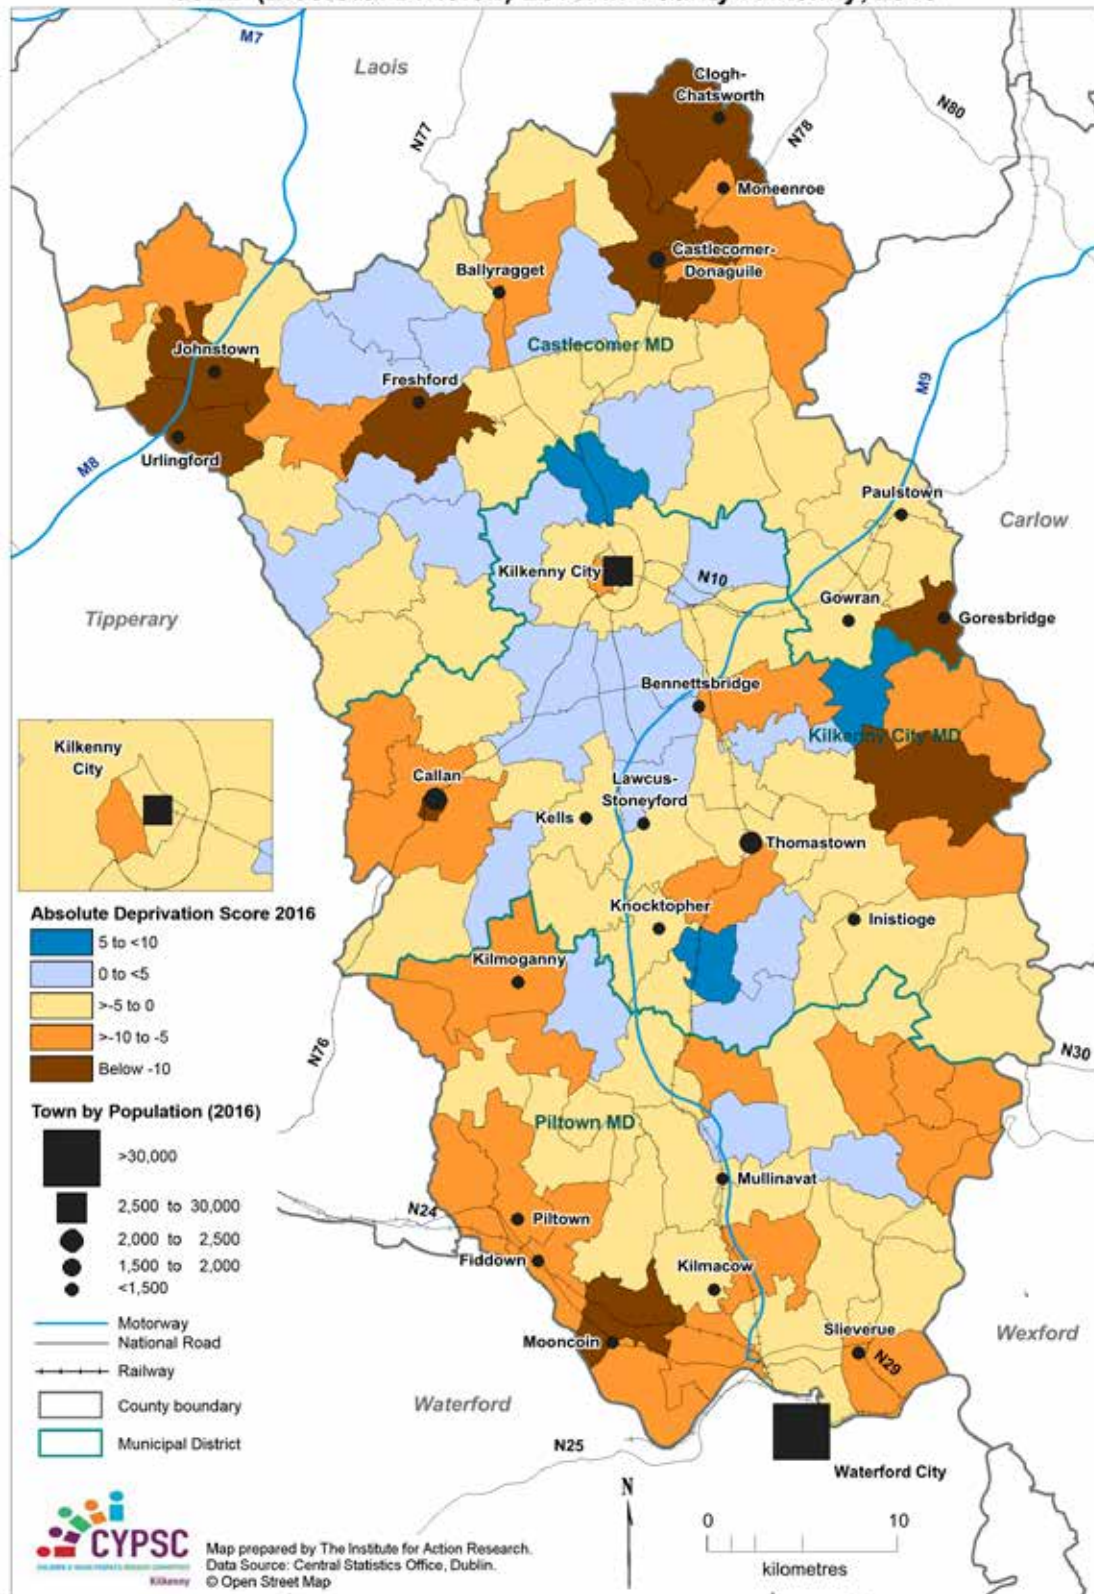 M7
Laois
Clogh-
Chatsworth
N80
N77
N78
Moneenroe
Castlecomer-
Donaguile
Ballyragget
Castlecomer MD
Johnstown
Freshford
M9
Urlingford
M8
Paulstown
Carlow
Kilkenny City
N10
Gowran
Goresbridge
Tipperary
Bennettsbridge
Kilkenny City MD
Kilkenny
City
Callan
Lawcus-
Stoneyford
Kells
Thomastown
Knocktopher
Inistioge
Absolute Deprivation Score 2016
5 to <10
0 to <5
>-5 to 0
>-10 to -5
Below -10
Kilmoganny
N76
N30
Town by Population (2016)
>30,000
2,500 to 30,000
2,000 to 2,500
1,500 to 2,000
<1,500
Piltown MD
Mullinavat
N24
Piltown
Fiddown
Kilmacow
Motorway
National Road
Railway
County boundary
Municipal District
Mooncoin
Slieverue
N29
Wexford
Waterford
N25
Waterford City
N
0 10
kilometres
CYPSC
Kilkenny
Map prepared by The Institute for Action Research.
Data Source: Central Statistics Office, Dublin.
© Open Street Map